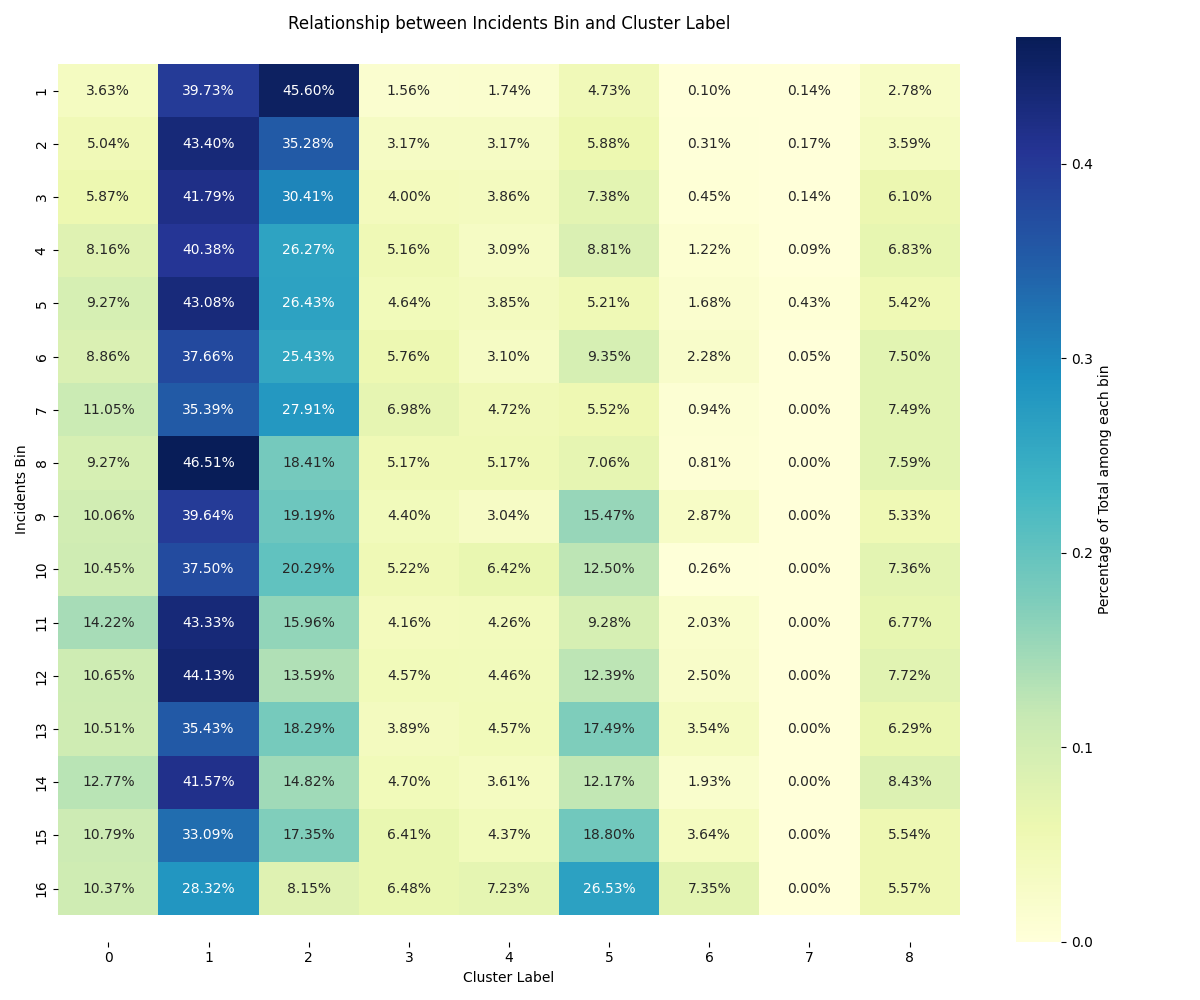 Relationship between Incidents Bin and Cluster Label
1 3.63% 39.73% 45.60% 1.56% 1.74% 4.73% 0.10% 0.14% 2.78%
2 5.04% 43.40% 35.28% 3.17% 3.17% 5.88% 0.31% 0.17% 3.59%
3 5.87% 41.79% 30.41% 4.00% 3.86% 7.38% 0.45% 0.14% 6.10%
4 8.16% 40.38% 26.27% 5.16% 3.09% 8.81% 1.22% 0.09% 6.83%
5 9.27% 43.08% 26.43% 4.64% 3.85% 5.21% 1.68% 0.43% 5.42%
6 8.86% 37.66% 25.43% 5.76% 3.10% 9.35% 2.28% 0.05% 7.50%
7 11.05% 35.39% 27.91% 6.98% 4.72% 5.52% 0.94% 0.00% 7.49%
8 9.27% 46.51% 18.41% 5.17% 5.17% 7.06% 0.81% 0.00% 7.59%
9 10.06% 39.64% 19.19% 4.40% 3.04% 15.47% 2.87% 0.00% 5.33%
10 10.45% 37.50% 20.29% 5.22% 6.42% 12.50% 0.26% 0.00% 7.36%
11 14.22% 43.33% 15.96% 4.16% 4.26% 9.28% 2.03% 0.00% 6.77%
12 10.65% 44.13% 13.59% 4.57% 4.46% 12.39% 2.50% 0.00% 7.72%
13 10.51% 35.43% 18.29% 3.89% 4.57% 17.49% 3.54% 0.00% 6.29%
14 12.77% 41.57% 14.82% 4.70% 3.61% 12.17% 1.93% 0.00% 8.43%
15 10.79% 33.09% 17.35% 6.41% 4.37% 18.80% 3.64% 0.00% 5.54%
16 10.37% 28.32% 8.15% 6.48% 7.23% 26.53% 7.35% 0.00% 5.57%
0 1 2 3 4 5 6 7 8
Cluster Label
Incidents Bin
0.4
0.3
0.2
0.1
0.0
Percentage of Total among each bin